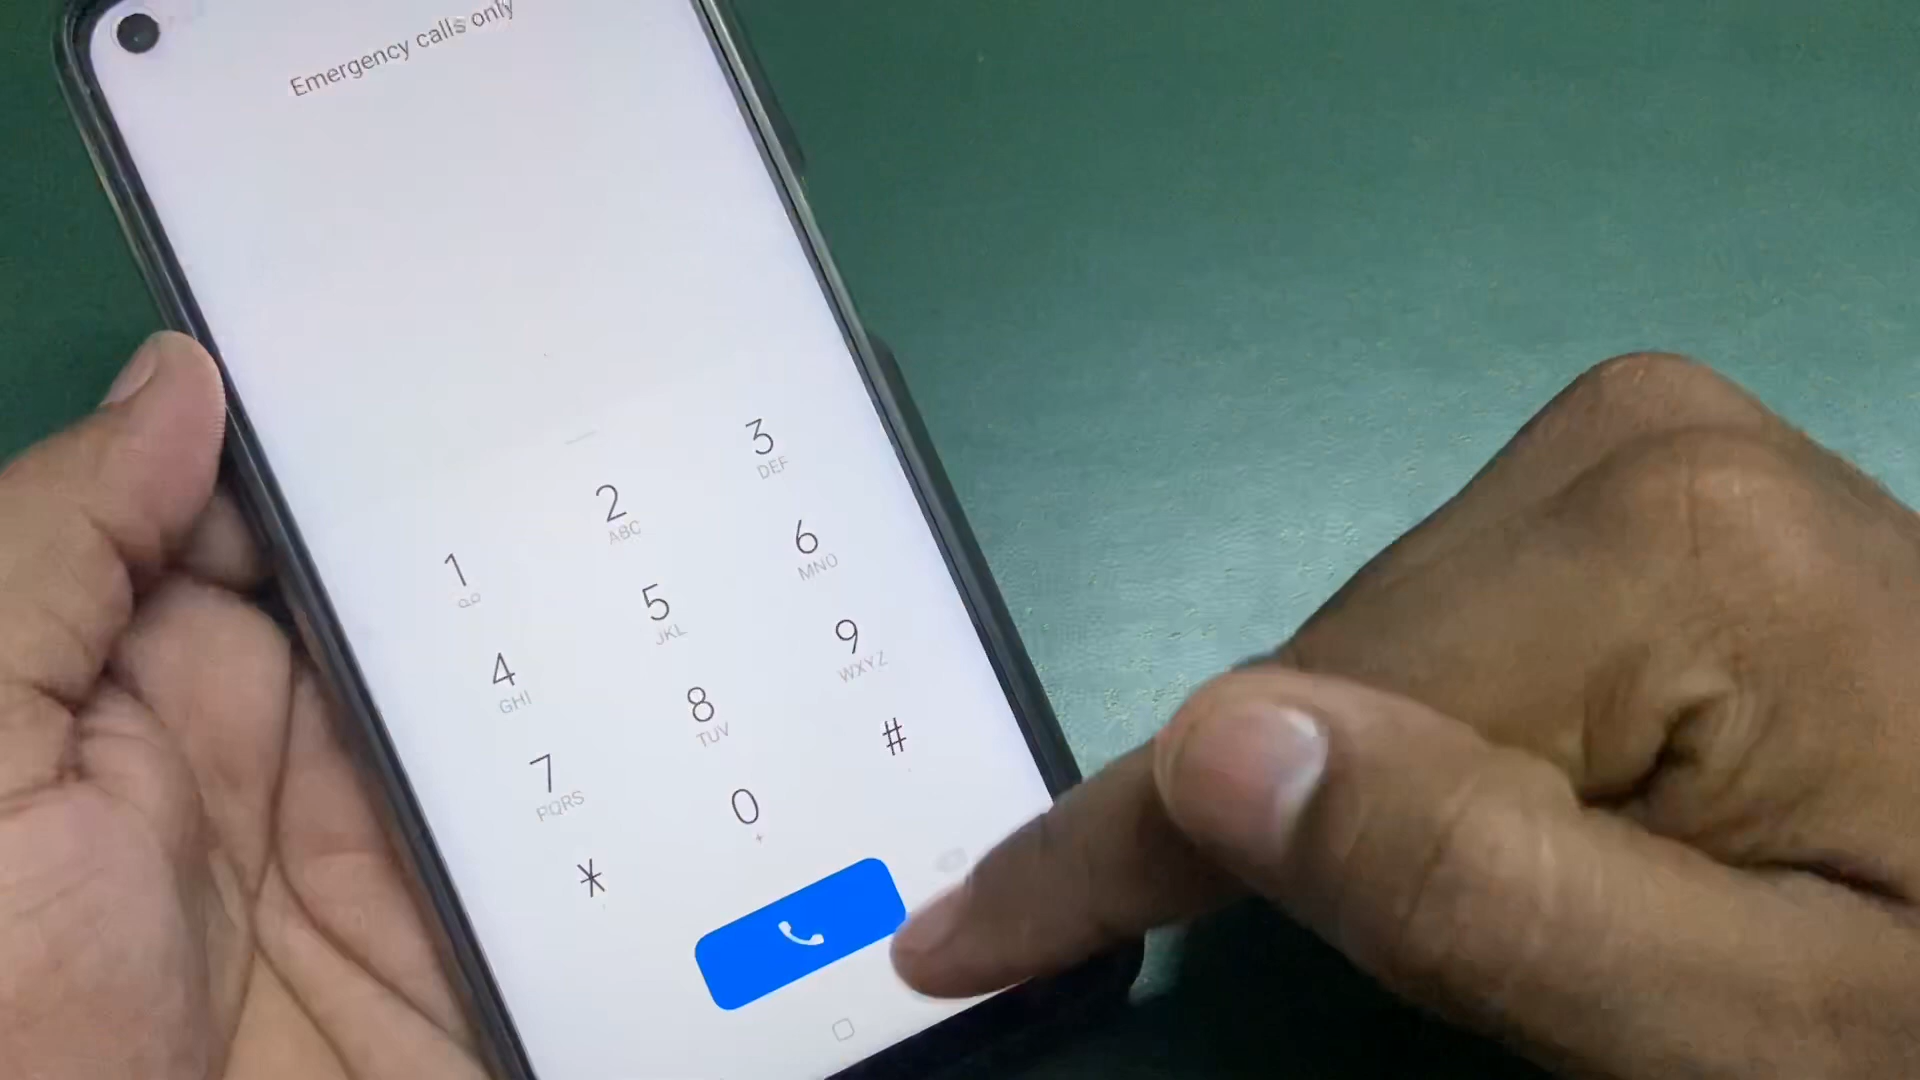 Emergency calls only
1 2 3
ABC DEF
4 5 6
GHI JKL MNO
7 8 9
PQRS TUV WXYZ
* 0 #
+